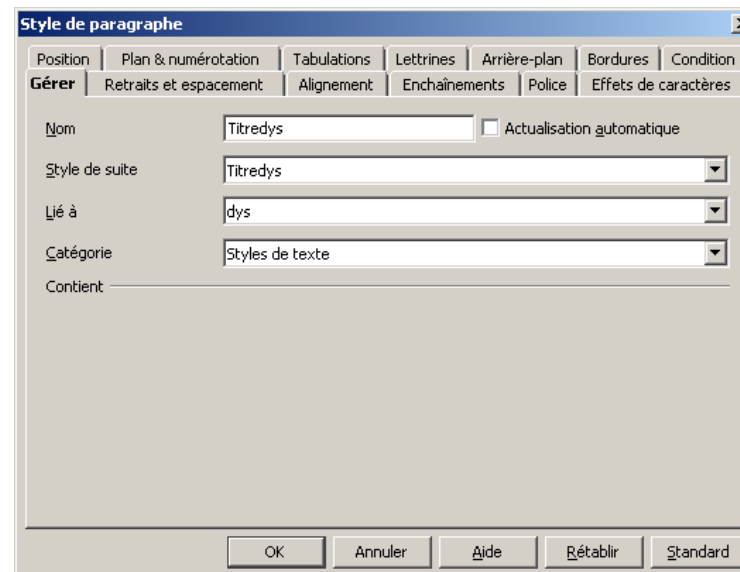 Style de paragraphe
Position Plan & numérotation Tabulations Lettrines Arrière-plan Bordures Condition
Gérer Retraits et espacement Alignement Enchaînements Police Effets de caractères
Nom Titredys Actualisation automatique
Style de suite Titredys
Lié à dys
Catégorie Styles de texte
Contient
OK Annuler Aide Rétablir Standard